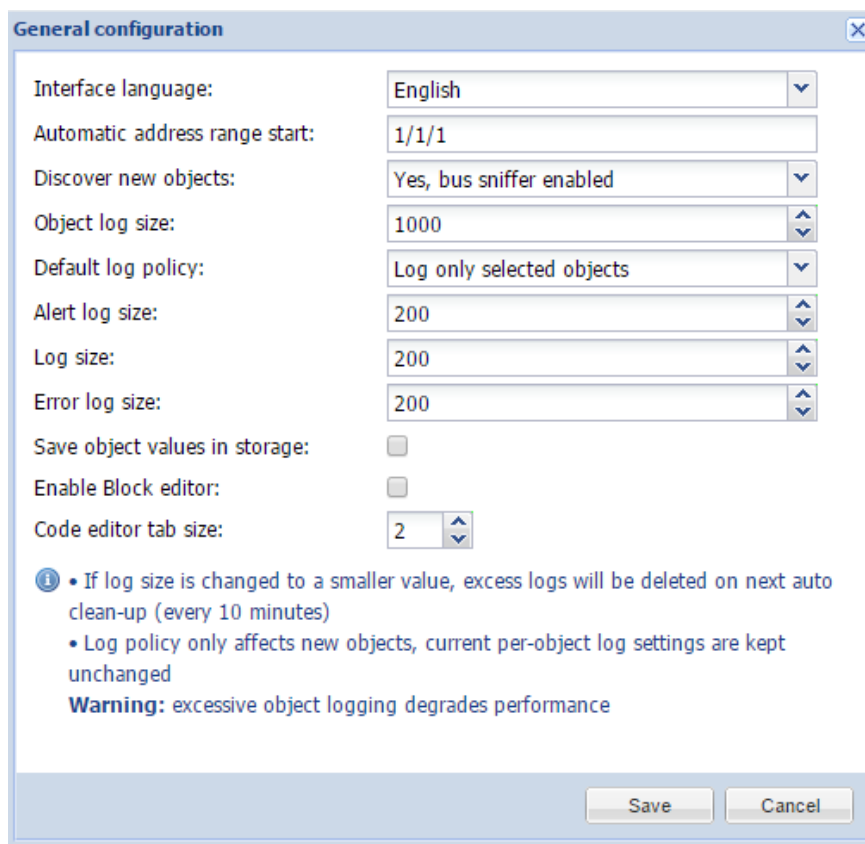 General configuration
Interface language: English
Automatic address range start: 1/1/1
Discover new objects: Yes, bus sniffer enabled
Object log size: 1000
Default log policy: Log only selected objects
Alert log size: 200
Log size: 200
Error log size: 200
Save object values in storage:
Enable Block editor:
Code editor tab size: 2
• If log size is changed to a smaller value, excess logs will be deleted on next auto
clean-up (every 10 minutes)
• Log policy only affects new objects, current per-object log settings are kept
unchanged
Warning: excessive object logging degrades performance
Save Cancel